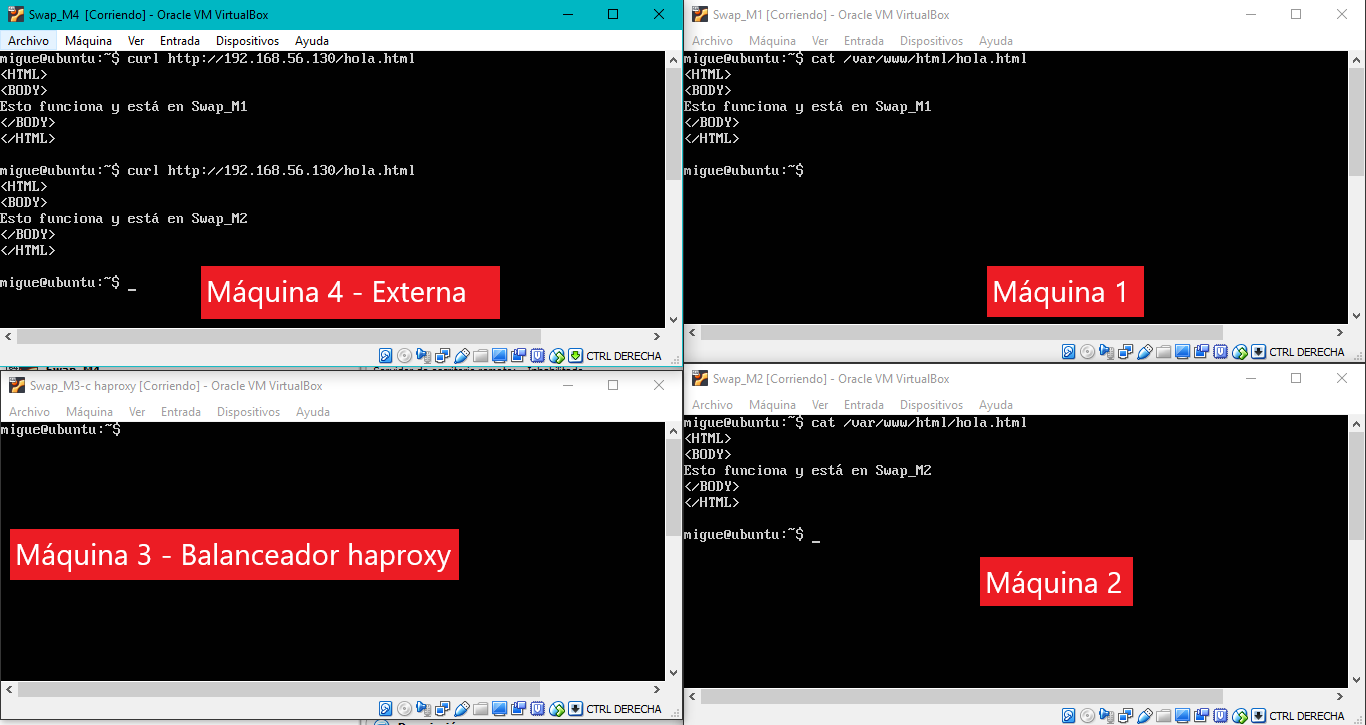 Swap_M4 [Corriendo] - Oracle VM VirtualBox
Archivo Máquina Ver Entrada Dispositivos Ayuda
migue@ubuntu:~$ curl http://192.168.56.130/hola.html
<HTML>
<BODY>
Esto funciona y está en Swap_M1
</BODY>
</HTML>
migue@ubuntu:~$ curl http://192.168.56.130/hola.html
<HTML>
<BODY>
Esto funciona y está en Swap_M2
</BODY>
</HTML>
migue@ubuntu:~$ _
Máquina 4 - Externa
CTRL DERECHA
Swap_M1 [Corriendo] - Oracle VM VirtualBox
Archivo Máquina Ver Entrada Dispositivos Ayuda
migue@ubuntu:~$ cat /var/www/html/hola.html
<HTML>
<BODY>
Esto funciona y está en Swap_M1
</BODY>
</HTML>
migue@ubuntu:~$
Máquina 1
CTRL DERECHA
Swap_M3-c haproxy [Corriendo] - Oracle VM VirtualBox
Archivo Máquina Ver Entrada Dispositivos Ayuda
migue@ubuntu:~$
Máquina 3 - Balanceador haproxy
CTRL DERECHA
Swap_M2 [Corriendo] - Oracle VM VirtualBox
Archivo Máquina Ver Entrada Dispositivos Ayuda
migue@ubuntu:~$ cat /var/www/html/hola.html
<HTML>
<BODY>
Esto funciona y está en Swap_M2
</BODY>
</HTML>
migue@ubuntu:~$ _
Máquina 2
CTRL DERECHA